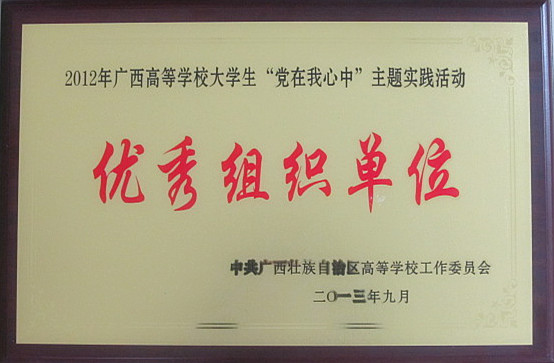 2012年广西高等学校大学生“党在我心中”主题实践活动
优秀组织单位
中共广西壮族自治区高等学校工作委员会
二〇一三年九月